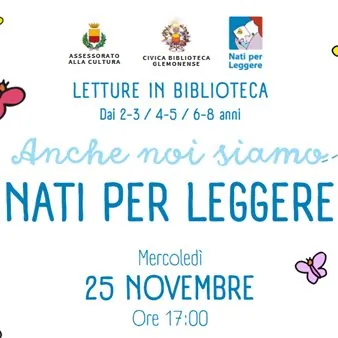 ASSESSORATO
ALLA CULTURA
CIVICA BIBLIOTECA
GLEMONENSE
Nati per
Leggere
LETTURE IN BIBLIOTECA
Dai 2-3 / 4-5 / 6-8 anni
Anche noi siamo
NATI PER LEGGERE
Mercoledì
25 NOVEMBRE
Ore 17:00